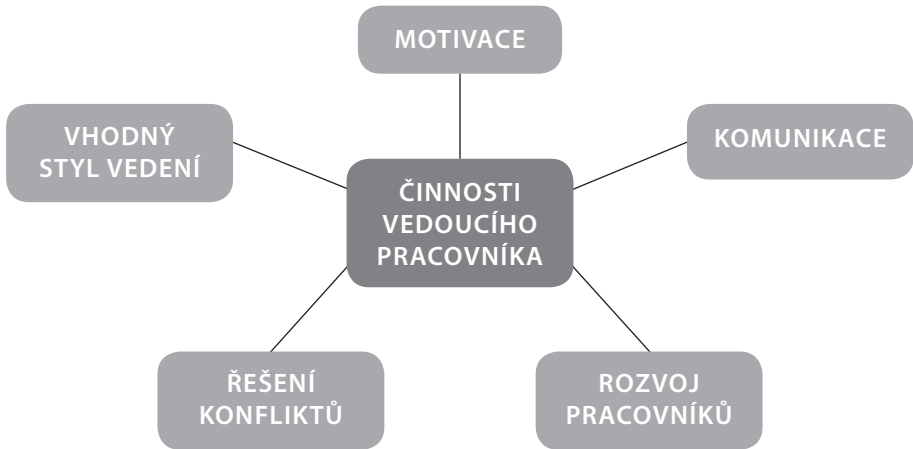 MOTIVACE
VHODNÝ
STYL VEDENÍ
KOMUNIKACE
ČINNOSTI
VEDOUCÍHO
PRACOVNÍKA
ŘEŠENÍ
KONFLIKTŮ
ROZVOJ
PRACOVNÍKŮ